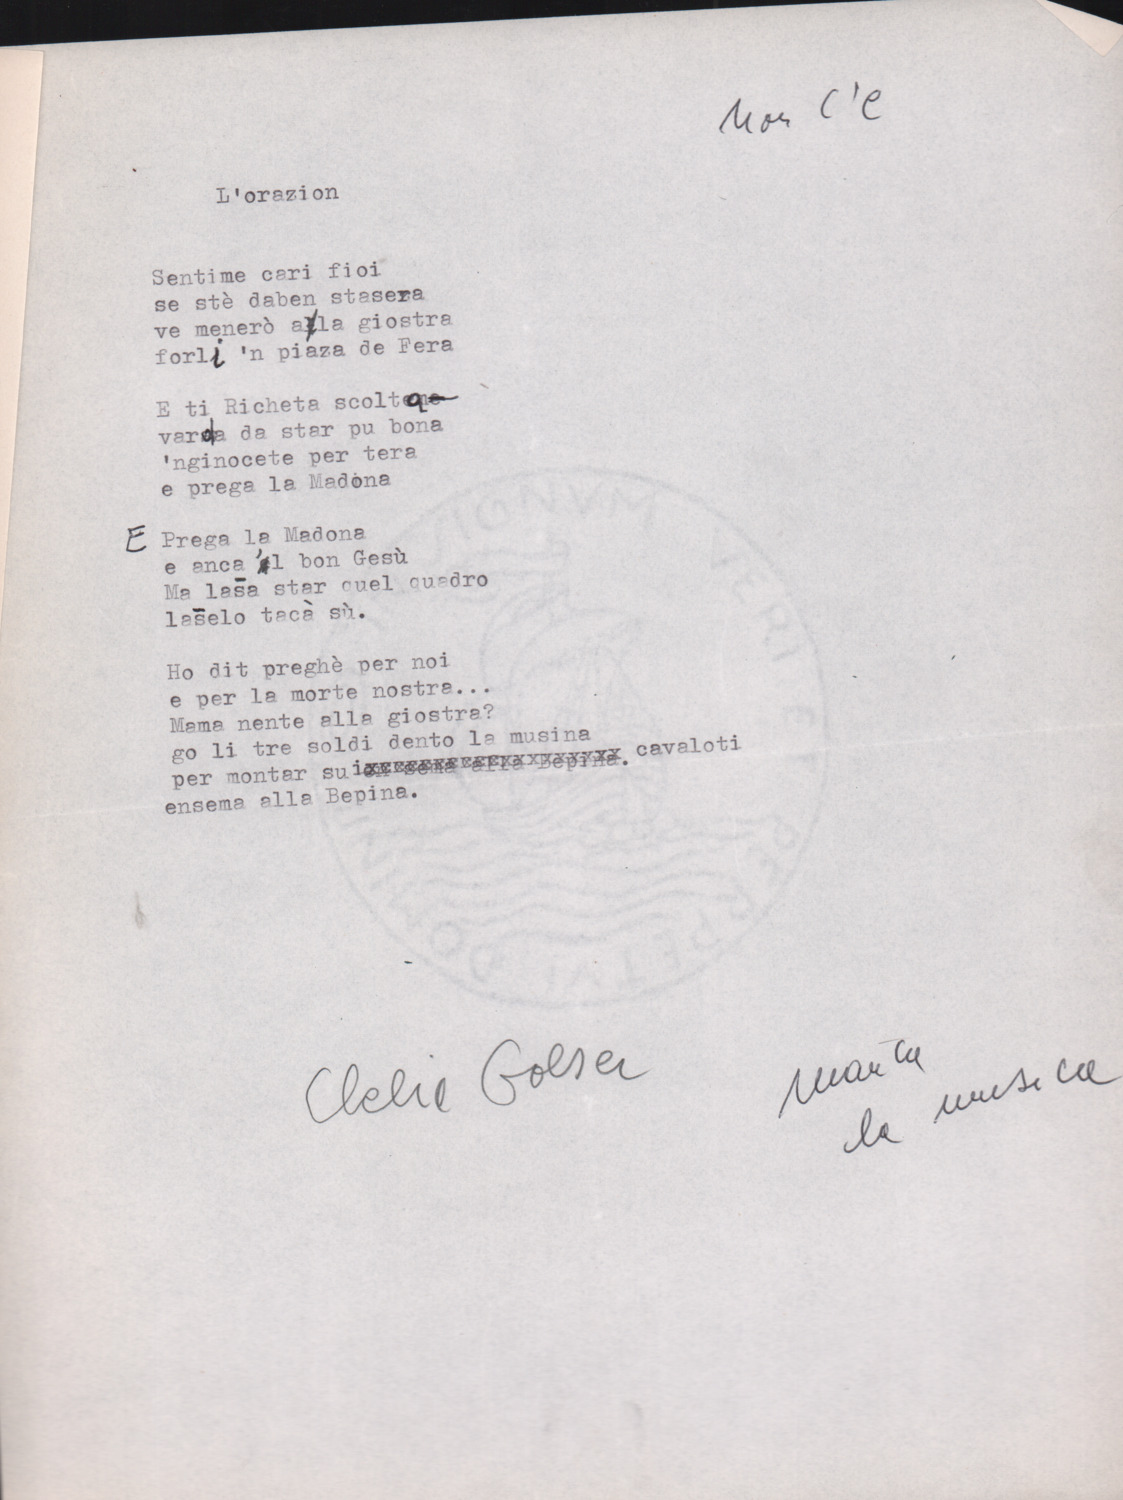 Non c'è
L'orazion
Sentime cari fioi
se stè daben stasera
ve menerò alla giostra
forli 'n piaza de Fera
E ti Richeta scolta
varda da star pu bona
'nginocete per tera
e prega la Madòna
E Prega la Madona
e anca 'l bon Gesù
Ma las̄a star quel quadro
las̄elo tacà sù.
Ho dit preghè per noi
e per la morte nostra...
Mama nente alla giostra?
go li tre soldi dento la musina
per montar sui cavaloti
ensema alla Bepina.
Clelia Golser
manca
la musica